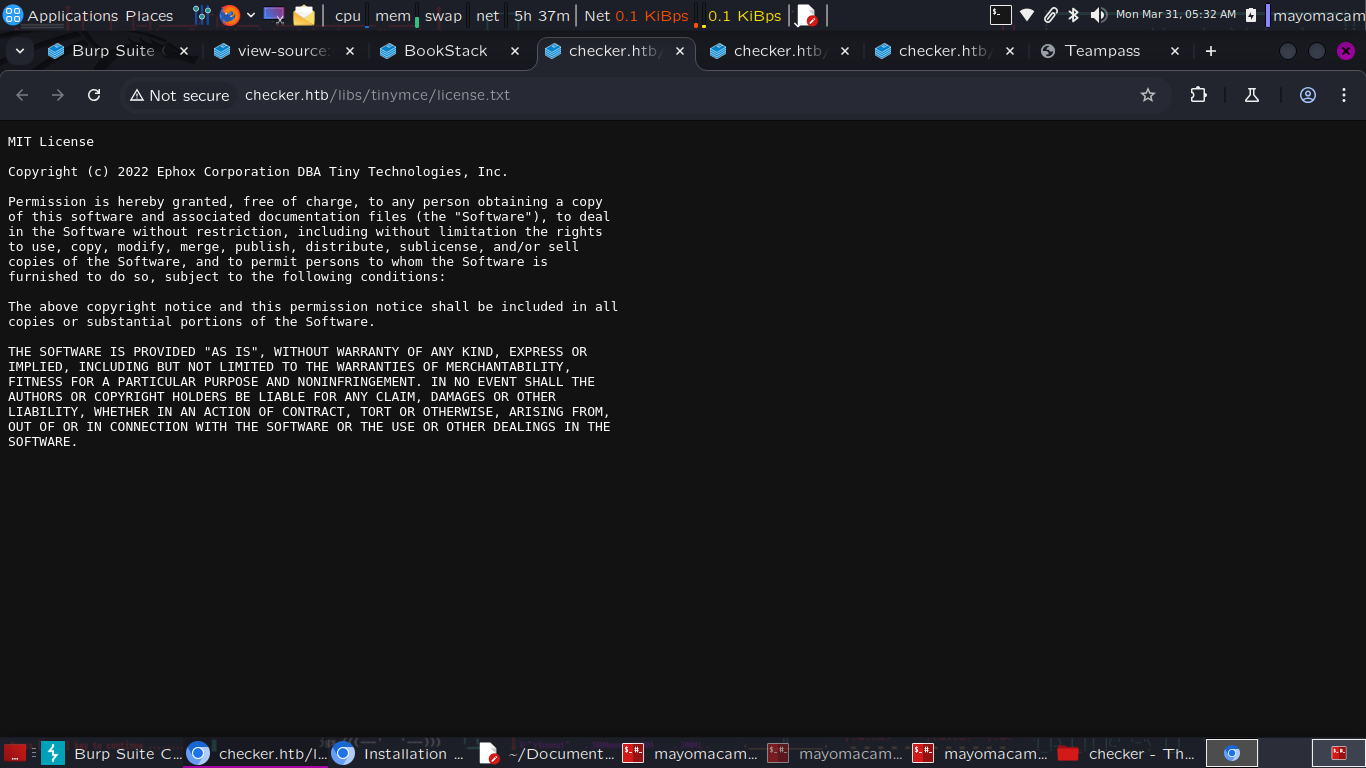 Applications Places cpu mem swap net 5h 37m Net 0.1 KiBps 0.1 KiBps Mon Mar 31, 05:32 AM mayomacam
Burp Suite view-source: BookStack checker.htb/ checker.htb/ checker.htb/ Teampass
Not secure checker.htb/libs/tinymce/license.txt
MIT License
Copyright (c) 2022 Ephox Corporation DBA Tiny Technologies, Inc.
Permission is hereby granted, free of charge, to any person obtaining a copy
of this software and associated documentation files (the "Software"), to deal
in the Software without restriction, including without limitation the rights
to use, copy, modify, merge, publish, distribute, sublicense, and/or sell
copies of the Software, and to permit persons to whom the Software is
furnished to do so, subject to the following conditions:
The above copyright notice and this permission notice shall be included in all
copies or substantial portions of the Software.
THE SOFTWARE IS PROVIDED "AS IS", WITHOUT WARRANTY OF ANY KIND, EXPRESS OR
IMPLIED, INCLUDING BUT NOT LIMITED TO THE WARRANTIES OF MERCHANTABILITY,
FITNESS FOR A PARTICULAR PURPOSE AND NONINFRINGEMENT. IN NO EVENT SHALL THE
AUTHORS OR COPYRIGHT HOLDERS BE LIABLE FOR ANY CLAIM, DAMAGES OR OTHER
LIABILITY, WHETHER IN AN ACTION OF CONTRACT, TORT OR OTHERWISE, ARISING FROM,
OUT OF OR IN CONNECTION WITH THE SOFTWARE OR THE USE OR OTHER DEALINGS IN THE
SOFTWARE.
Burp Suite C... checker.htb/l... Installation ... ~/Document... mayomacam... mayomacam... mayomacam... checker - Th...